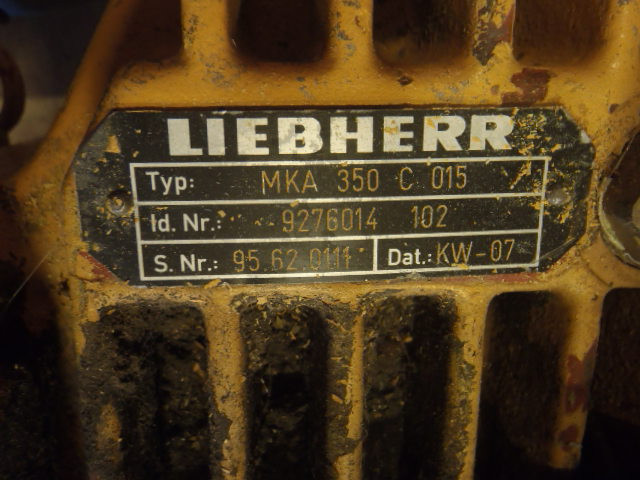 LIEBHERR
Typ: MKA 350 C 015
Id. Nr.: 9276014 102
S. Nr.: 95.62.0111 Dat.: KW-07